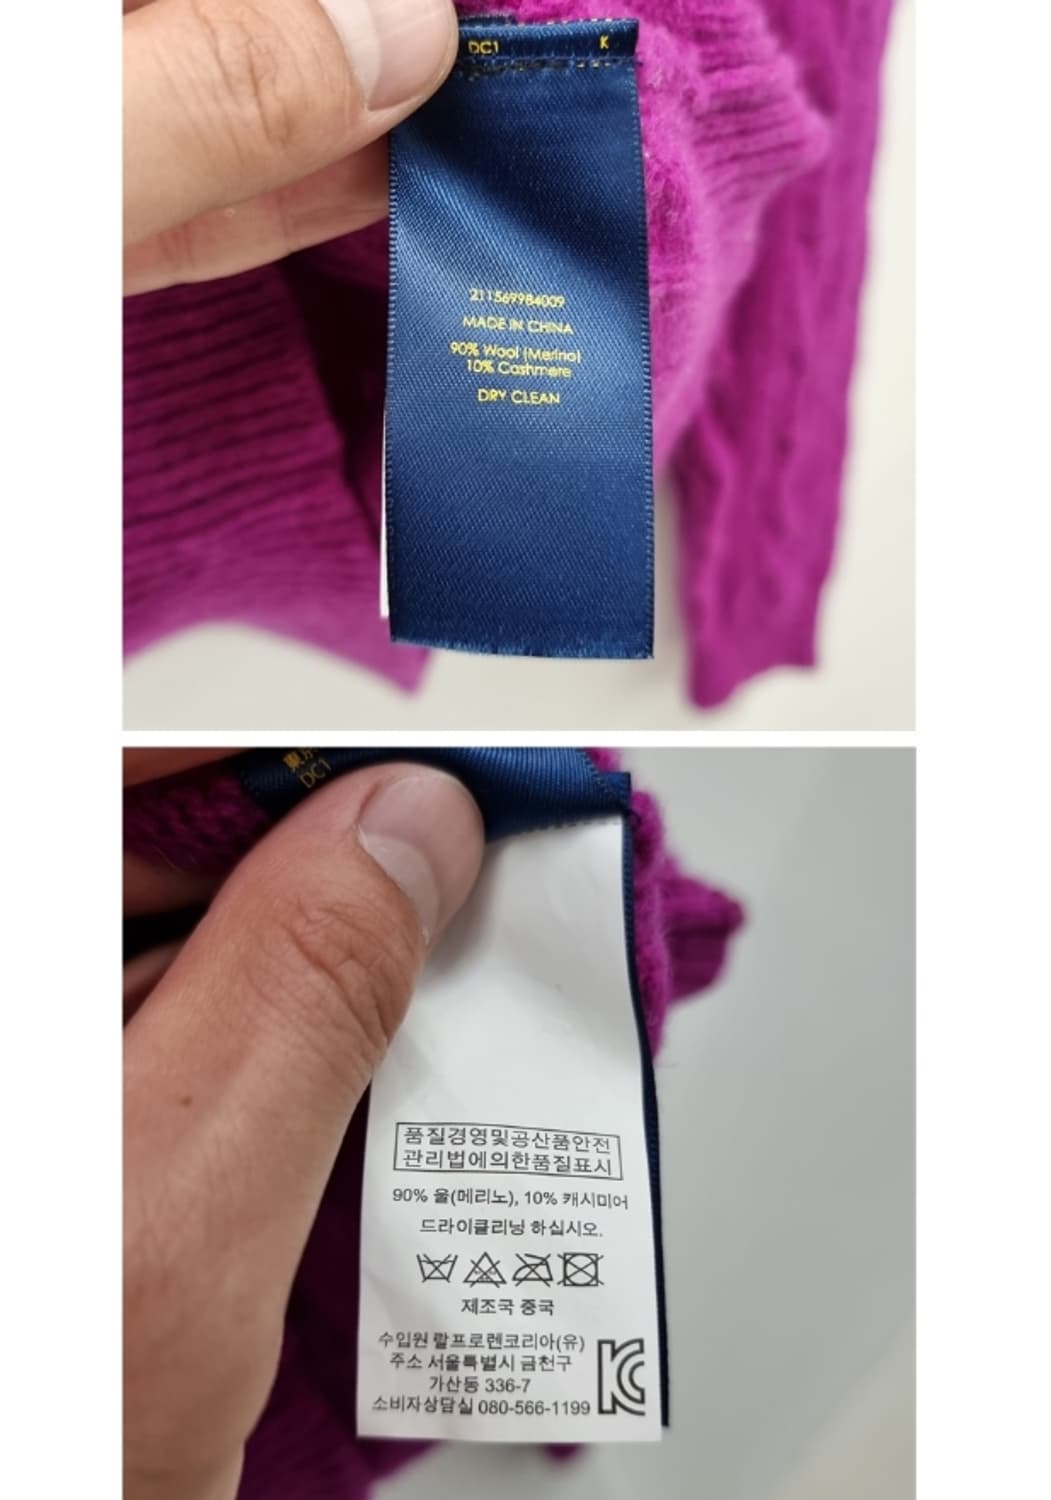 DC1 K
211569984009
MADE IN CHINA
90% Wool (Merino)
10% Cashmere
DRY CLEAN
DC1
품질경영및공산품안전
관리법에의한품질표시
90% 울(메리노), 10% 캐시미어
드라이클리닝 하십시오.
제조국 중국
수입원 랄프로렌코리아(유)
주소 서울특별시 금천구
가산동 336-7
소비자상담실 080-566-1199